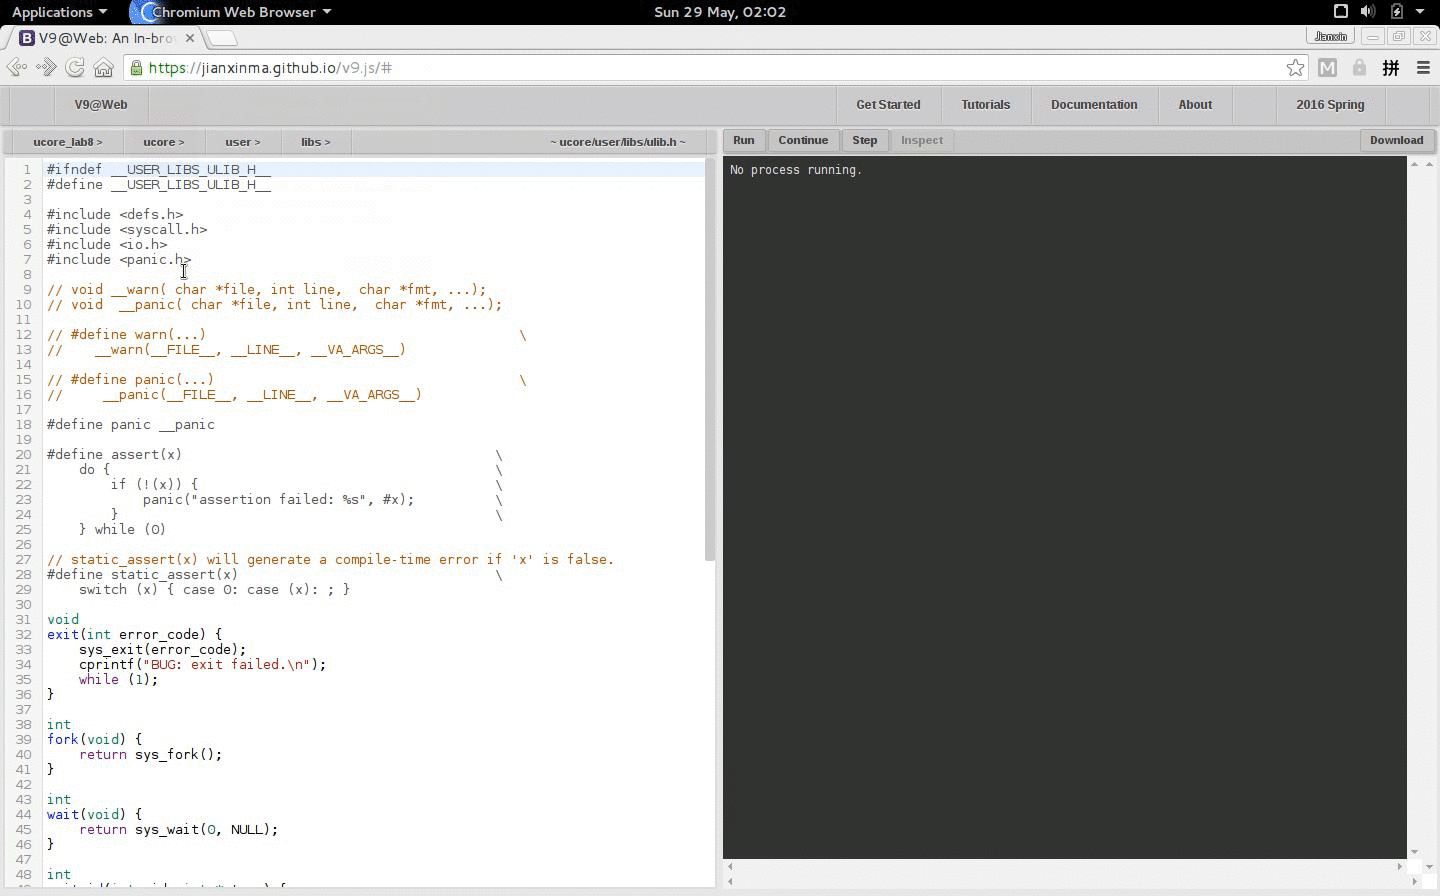 Applications Chromium Web Browser Sun 29 May, 02:02
V9@Web: An In-bro Jianxin
https://jianxinma.github.io/v9.js/# M 拼
V9@Web Get Started Tutorials Documentation About 2016 Spring
ucore_lab8 > ucore > user > libs > ~ ucore/user/libs/ulib.h ~ Run Continue Step Inspect Download
No process running.
1 #ifndef __USER_LIBS_ULIB_H__
2 #define __USER_LIBS_ULIB_H__
3
4 #include <defs.h>
5 #include <syscall.h>
6 #include <io.h>
7 #include <panic.h>
8
9 // void __warn( char *file, int line,  char *fmt, ...);
10 // void  __panic( char *file, int line,  char *fmt, ...);
11
12 // #define warn(...) \
13 //    __warn(__FILE__, __LINE__, __VA_ARGS__)
14
15 // #define panic(...) \
16 //     __panic(__FILE__, __LINE__, __VA_ARGS__)
17
18 #define panic __panic
19
20 #define assert(x) \
21     do { \
22         if (!(x)) { \
23             panic("assertion failed: %s", #x); \
24         } \
25     } while (0)
26
27 // static_assert(x) will generate a compile-time error if 'x' is false.
28 #define static_assert(x) \
29     switch (x) { case 0: case (x): ; }
30
31 void
32 exit(int error_code) {
33     sys_exit(error_code);
34     cprintf("BUG: exit failed.\n");
35     while (1);
36 }
37
38 int
39 fork(void) {
40     return sys_fork();
41 }
42
43 int
44 wait(void) {
45     return sys_wait(0, NULL);
46 }
47
48 int